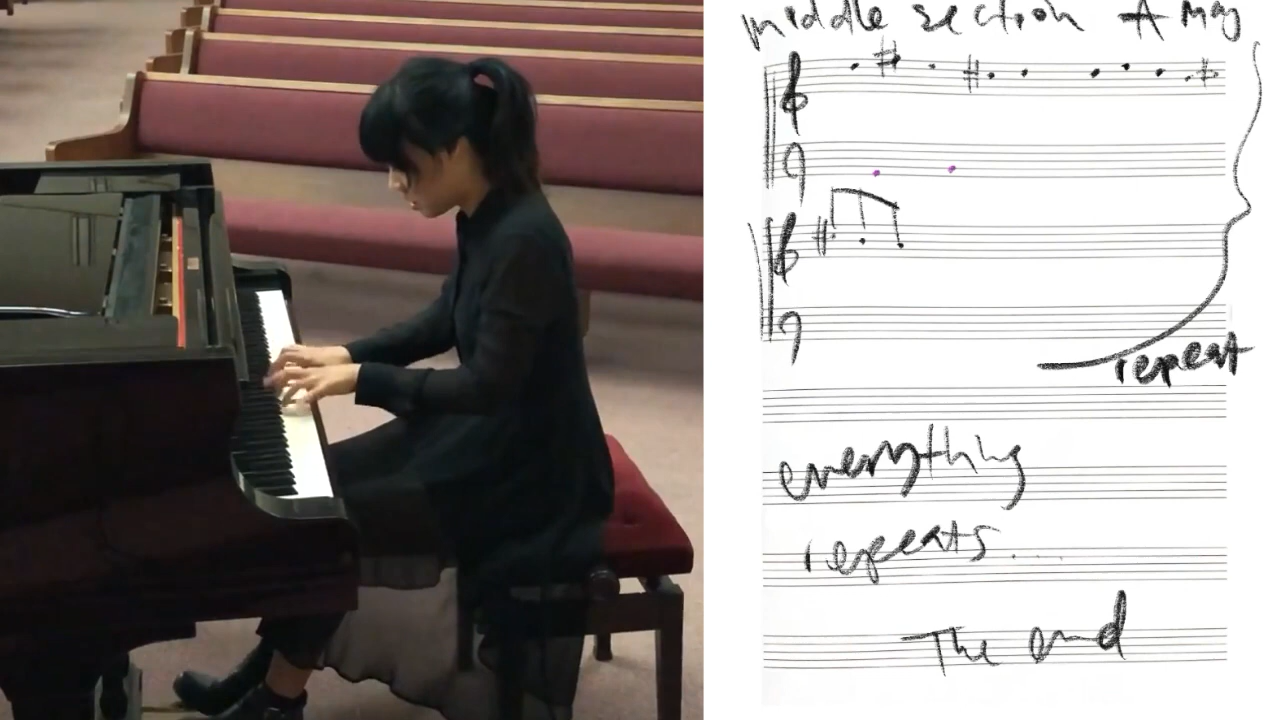 middle section A Maj
repeat
everything
repeats.....
The end